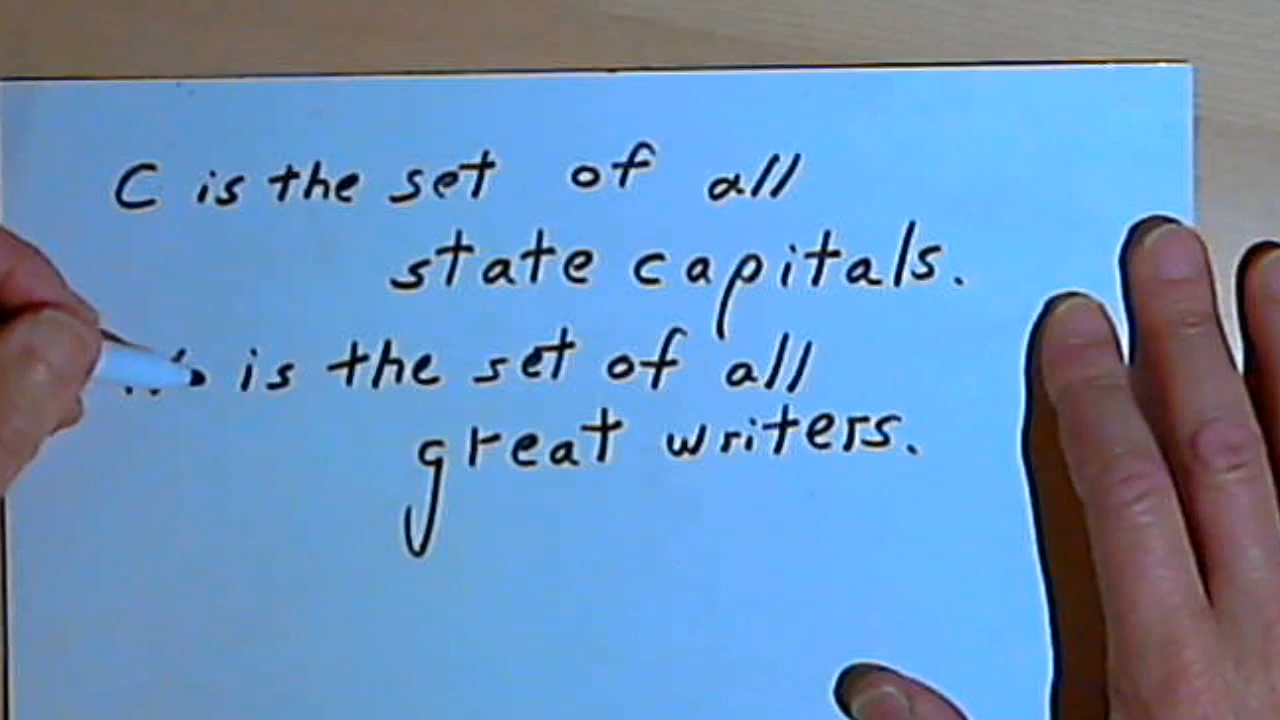 C is the set of all
state capitals.
is the set of all
great writers.